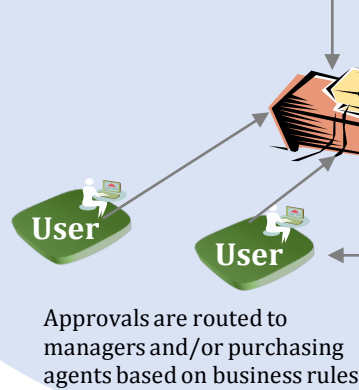 User
User
Approvals are routed to
managers and/or purchasing
agents based on business rules